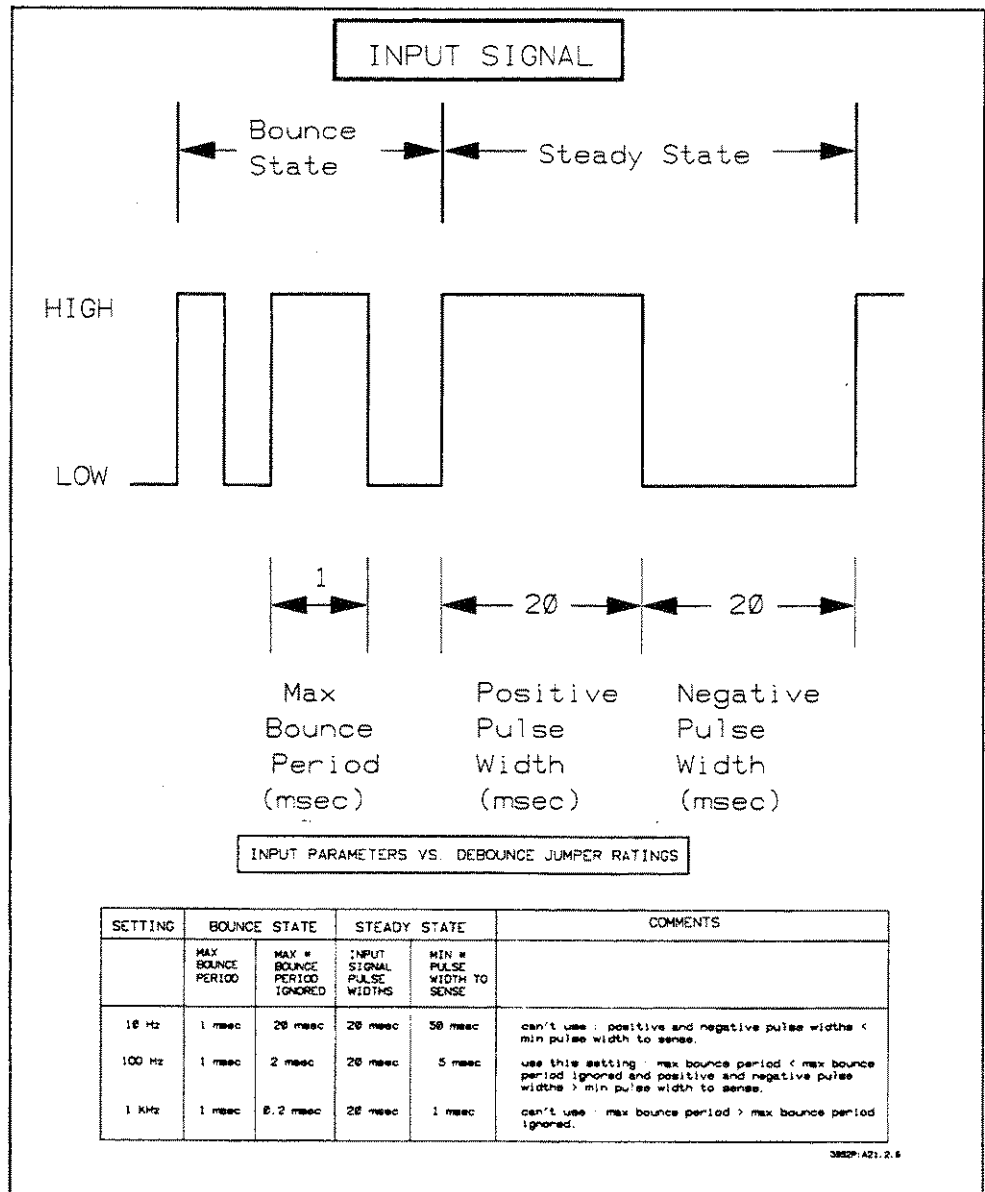 INPUT SIGNAL
Bounce
State
Steady State
HIGH
LOW
1
20
20
Max
Bounce
Period
(msec)
Positive
Pulse
Width
(msec)
Negative
Pulse
Width
(msec)
INPUT PARAMETERS VS. DEBOUNCE JUMPER RATINGS
SETTING BOUNCE STATE STEADY STATE COMMENTS
MAX
BOUNCE
PERIOD
MAX #
BOUNCE
PERIOD
IGNORED
INPUT
SIGNAL
PULSE
WIDTHS
MIN #
PULSE
WIDTH TO
SENSE
10 Hz 1 msec 20 msec 20 msec 50 msec can't use : positive and negative pulse widths <
min pulse width to sense.
100 Hz 1 msec 2 msec 20 msec 5 msec use this setting : max bounce period < max bounce
period ignored and positive and negative pulse
widths > min pulse width to sense.
1 KHz 1 msec 0.2 msec 20 msec 1 msec can't use : max bounce period > max bounce period
ignored.